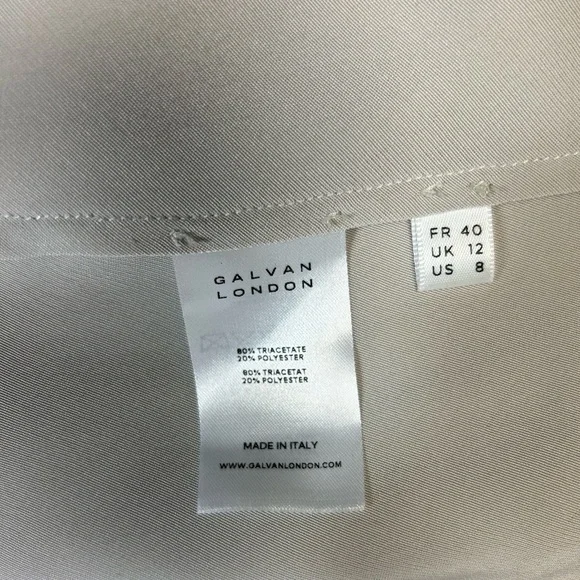 GALVAN
LONDON
80% TRIACETATE
20% POLYESTER
80% TRIACETAT
20% POLYESTER
MADE IN ITALY
WWW.GALVANLONDON.COM
FR 40
UK 12
US 8